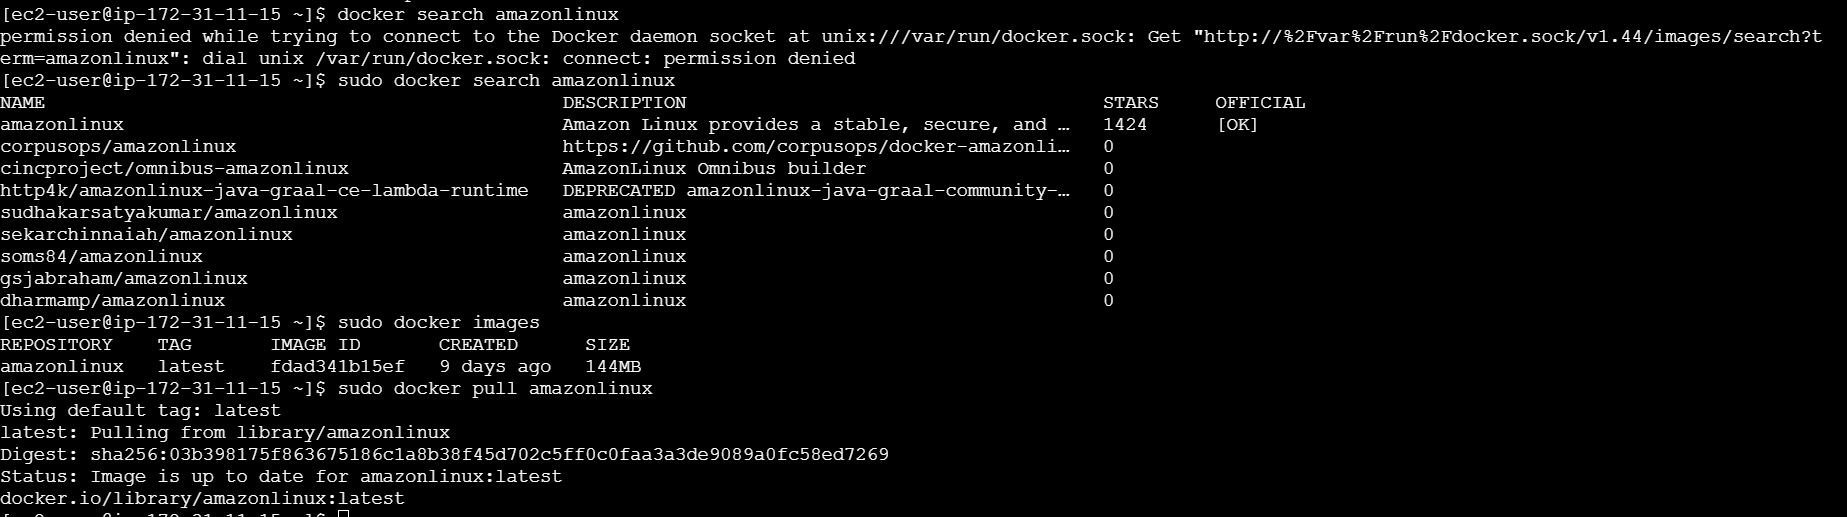 [ec2-user@ip-172-31-11-15 ~]$ docker search amazonlinux
permission denied while trying to connect to the Docker daemon socket at unix:///var/run/docker.sock: Get "http://%2Fvar%2Frun%2Fdocker.sock/v1.44/images/search?t
erm=amazonlinux": dial unix /var/run/docker.sock: connect: permission denied
[ec2-user@ip-172-31-11-15 ~]$ sudo docker search amazonlinux
NAME DESCRIPTION STARS OFFICIAL
amazonlinux Amazon Linux provides a stable, secure, and … 1424 [OK]
corpusops/amazonlinux https://github.com/corpusops/docker-amazonli… 0
cincproject/omnibus-amazonlinux AmazonLinux Omnibus builder 0
http4k/amazonlinux-java-graal-ce-lambda-runtime DEPRECATED amazonlinux-java-graal-community-… 0
sudhakarsatyakumar/amazonlinux amazonlinux 0
sekarchinnaiah/amazonlinux amazonlinux 0
soms84/amazonlinux amazonlinux 0
gsjabraham/amazonlinux amazonlinux 0
dharmamp/amazonlinux amazonlinux 0
[ec2-user@ip-172-31-11-15 ~]$ sudo docker images
REPOSITORY TAG IMAGE ID CREATED SIZE
amazonlinux latest fdad341b15ef 9 days ago 144MB
[ec2-user@ip-172-31-11-15 ~]$ sudo docker pull amazonlinux
Using default tag: latest
latest: Pulling from library/amazonlinux
Digest: sha256:03b398175f863675186c1a8b38f45d702c5ff0c0faa3a3de9089a0fc58ed7269
Status: Image is up to date for amazonlinux:latest
docker.io/library/amazonlinux:latest
[ec2-user@ip-172-31-11-15 ~]$